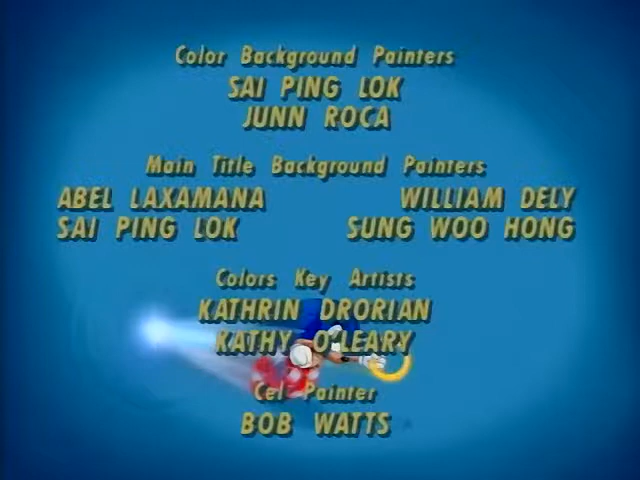 Color Background Painters
SAI PING LOK
JUNN ROCA
Main Title Background Painters
ABEL LAXAMANA WILLIAM DELY
SAI PING LOK SUNG WOO HONG
Colors Key Artists
KATHRIN DRORIAN
KATHY O'LEARY
Cel Painter
BOB WATTS